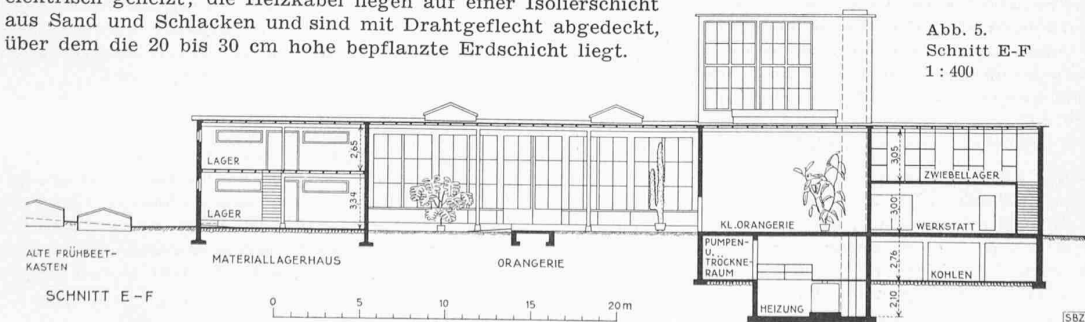 elektrisch geheizt; die Heizkabel liegen auf einer Isolierschicht
aus Sand und Schlacken und sind mit Drahtgeflecht abgedeckt,
über dem die 20 bis 30 cm hohe bepflanzte Erdschicht liegt.
Abb. 5.
Schnitt E-F
1 : 400
LAGER
2,65
3,05
ZWIEBELLAGER
LAGER
3,34
3,00
KL. ORANGERIE
WERKSTATT
ALTE FRÜHBEET-
KASTEN
MATERIALLAGERHAUS
ORANGERIE
PUMPEN-
U.
TRÖCKNE-
RAUM
2,76
KOHLEN
SCHNITT E-F
0 5 10 15 20 m
HEIZUNG
2,10
SBZ